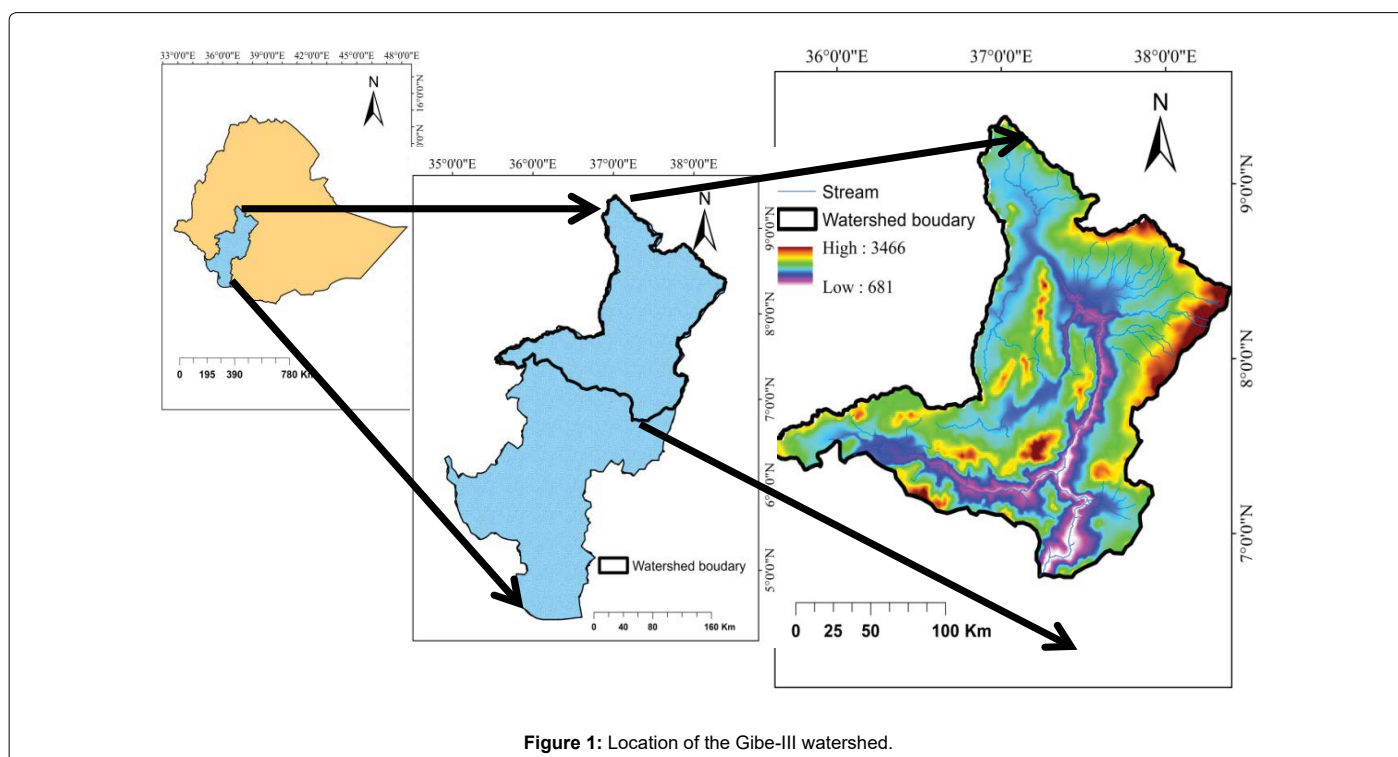 33°0'0"E 36°0'0"E 39°0'0"E 42°0'0"E 45°0'0"E 48°0'0"E
N
16°0'0"N
0'0"N
0 195 390 780 Km
35°0'0"E 36°0'0"E 37°0'0"E 38°0'0"E
N
9°0'0"N
8°0'0"N
7°0'0"N
6°0'0"N
5°0'0"N
Watershed boudary
0 40 80 160 Km
36°0'0"E 37°0'0"E 38°0'0"E
N
Stream
Watershed boudary
High : 3466
Low : 681
9°0'0"N
8°0'0"N
7°0'0"N
0 25 50 100 Km
Figure 1: Location of the Gibe-III watershed.